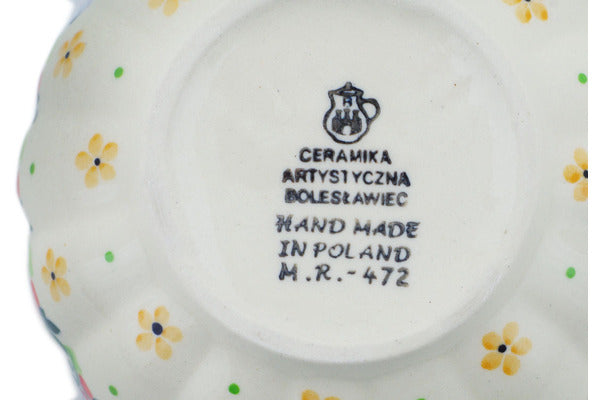 CERAMIKA
ARTYSTYCZNA
BOLESŁAWIEC
HAND MADE
IN POLAND
M.R.-472